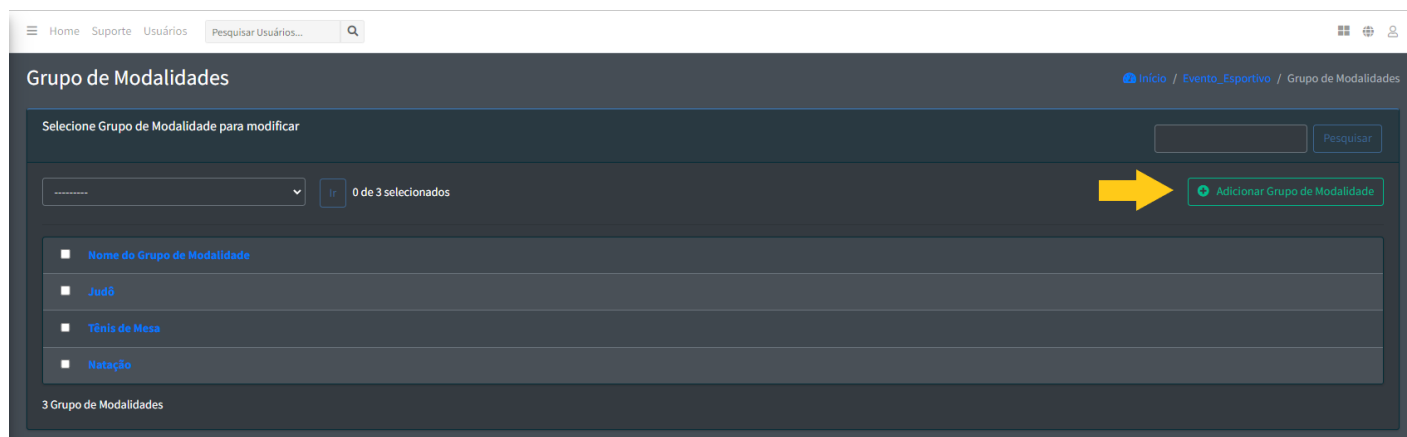 Home Suporte Usuários Pesquisar Usuários...
Grupo de Modalidades
Início / Evento_Esportivo / Grupo de Modalidades
Selecione Grupo de Modalidade para modificar
Pesquisar
---------
Ir
0 de 3 selecionados
Adicionar Grupo de Modalidade
Nome do Grupo de Modalidade
Judô
Tênis de Mesa
Natação
3 Grupo de Modalidades